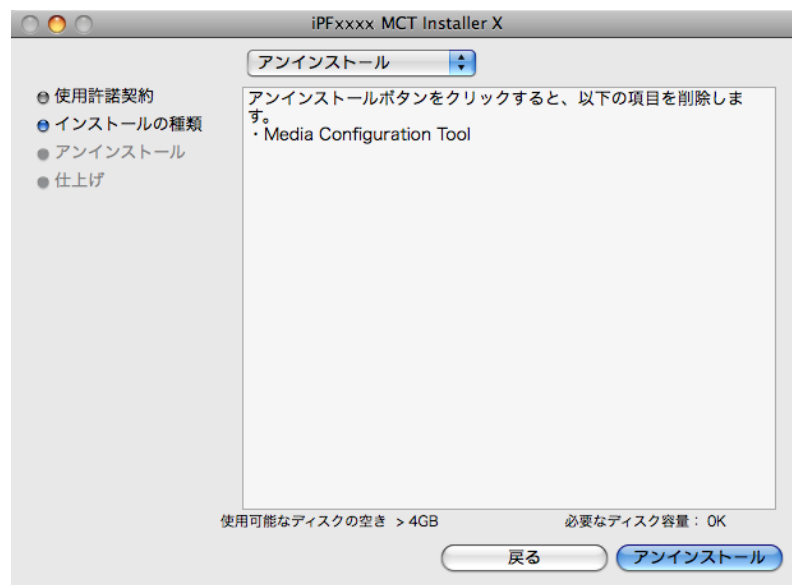 iPFxxxx MCT Installer X
アンインストール
使用許諾契約
インストールの種類
アンインストール
仕上げ
アンインストールボタンをクリックすると、以下の項目を削除しま
す。
・Media Configuration Tool
使用可能なディスクの空き > 4GB
必要なディスク容量： 0K
戻る
アンインストール